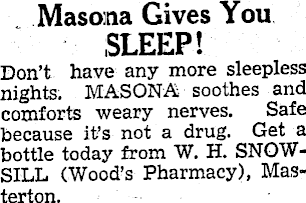 Masona Gives You
SLEEP!
Don't have any more sleepless
nights. MASONA soothes and
comforts weary nerves. Safe
because it's not a drug. Get a
bottle today from W. H. SNOW-
SILL (Wood's Pharmacy), Mas-
terton.